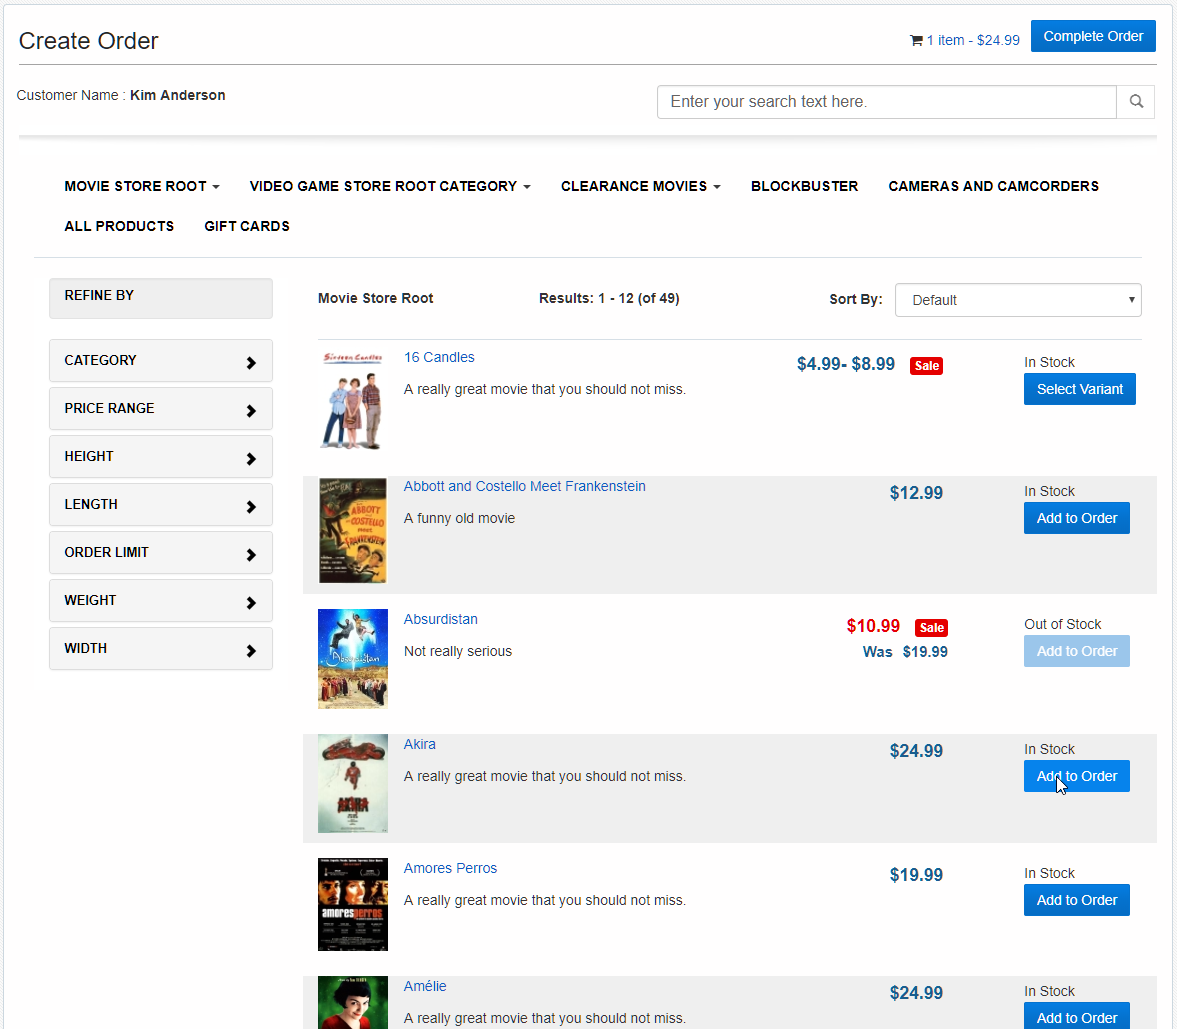 Create Order
1 item - $24.99
Complete Order
Customer Name : Kim Anderson
Enter your search text here.
MOVIE STORE ROOT
VIDEO GAME STORE ROOT CATEGORY
CLEARANCE MOVIES
BLOCKBUSTER
CAMERAS AND CAMCORDERS
ALL PRODUCTS
GIFT CARDS
REFINE BY
CATEGORY
PRICE RANGE
HEIGHT
LENGTH
ORDER LIMIT
WEIGHT
WIDTH
Movie Store Root
Results: 1 - 12 (of 49)
Sort By:
Default
Sixteen Candles
16 Candles
A really great movie that you should not miss.
$4.99- $8.99
Sale
In Stock
Select Variant
ABBOTT
COSTELLO
MEET
FRANKENSTEIN
Abbott and Costello Meet Frankenstein
A funny old movie
$12.99
In Stock
Add to Order
Absurdistan
Absurdistan
Not really serious
$10.99
Sale
Was $19.99
Out of Stock
Add to Order
AKIRA
Akira
A really great movie that you should not miss.
$24.99
In Stock
Add to Order
amoresperros
Amores Perros
A really great movie that you should not miss.
$19.99
In Stock
Add to Order
Amélie
A really great movie that you should not miss.
$24.99
In Stock
Add to Order